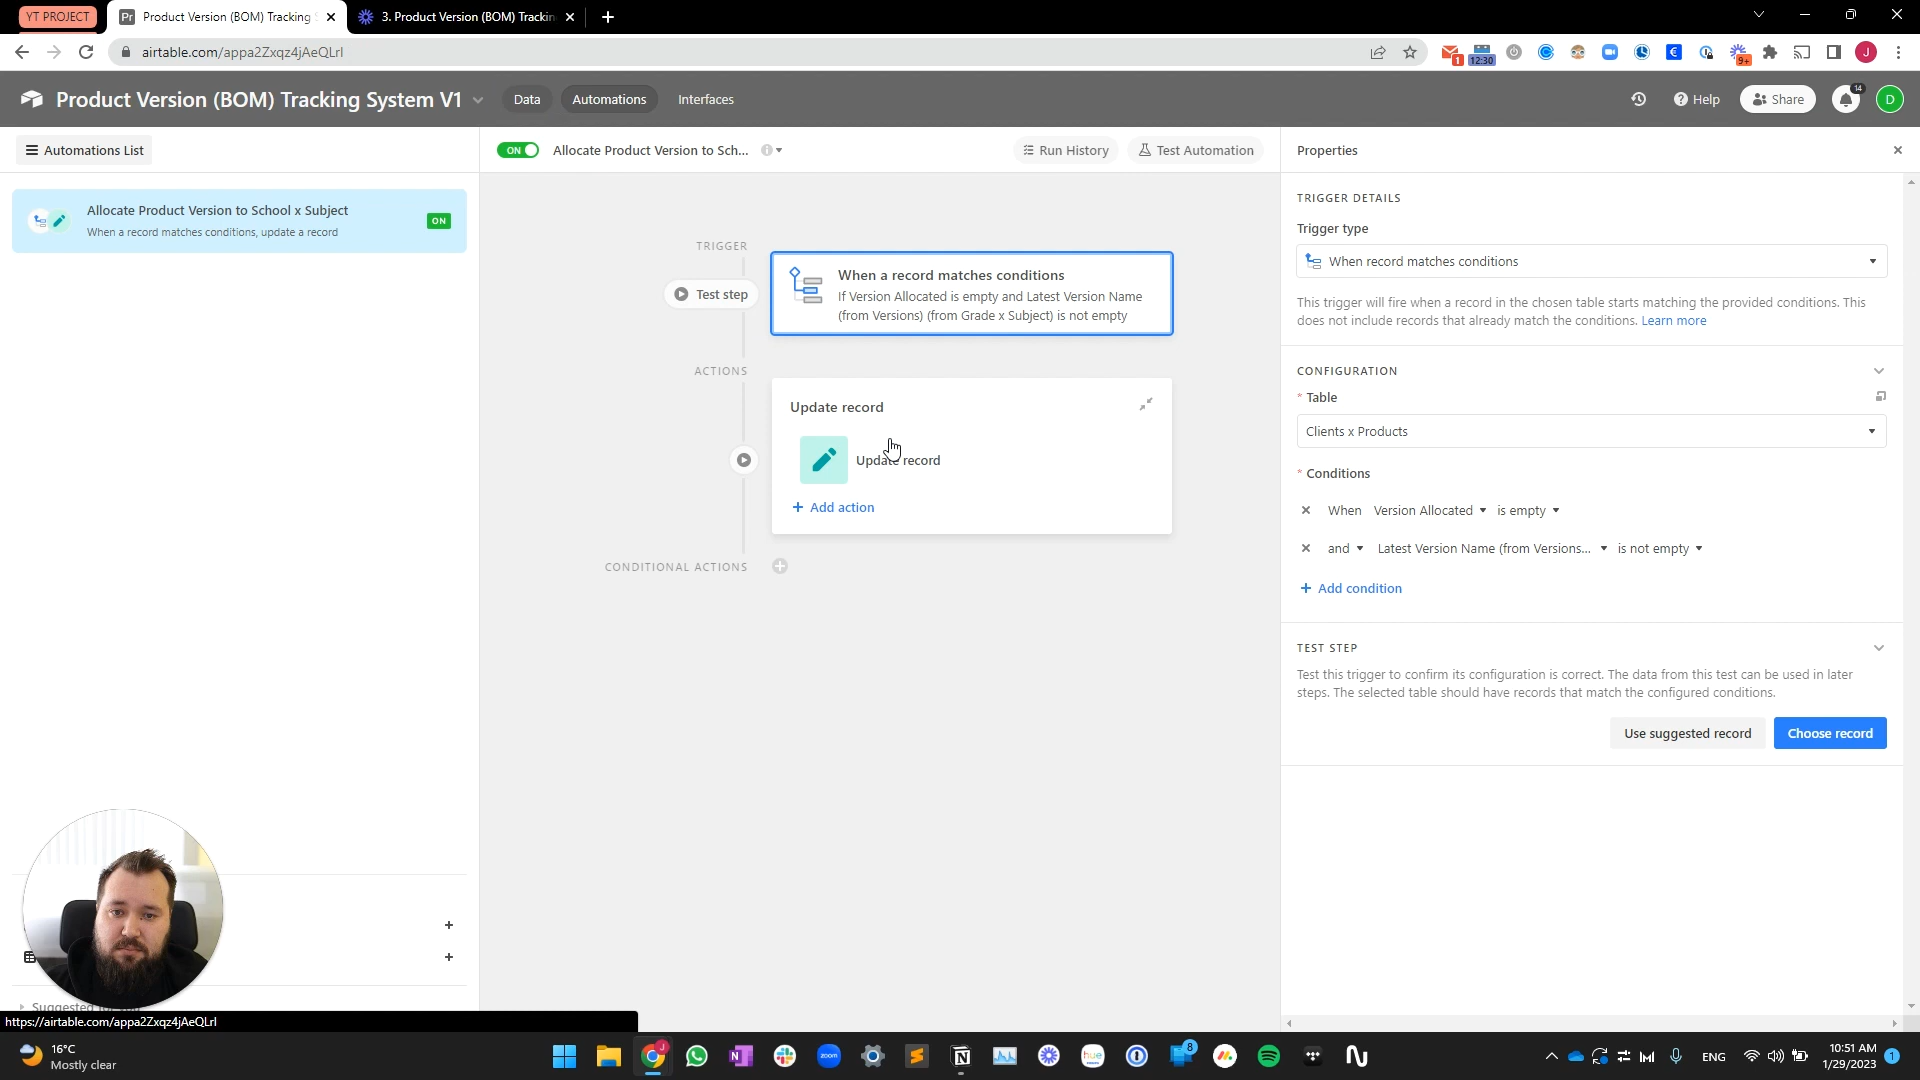 YT PROJECT
Product Version (BOM) Tracking
3. Product Version (BOM) Trackin
airtable.com/appa2Zxqz4jAeQLrl
1
12:30
9+
J
Product Version (BOM) Tracking System V1
Data
Automations
Interfaces
Help
Share
14
D
Automations List
ON
Allocate Product Version to Sch...
Run History
Test Automation
Properties
Allocate Product Version to School x Subject
When a record matches conditions, update a record
ON
TRIGGER
Test step
When a record matches conditions
If Version Allocated is empty and Latest Version Name
(from Versions) (from Grade x Subject) is not empty
ACTIONS
Update record
Update record
+ Add action
CONDITIONAL ACTIONS
TRIGGER DETAILS
Trigger type
When record matches conditions
This trigger will fire when a record in the chosen table starts matching the provided conditions. This
does not include records that already match the conditions. Learn more
CONFIGURATION
* Table
Clients x Products
* Conditions
When Version Allocated is empty
and Latest Version Name (from Versions... is not empty
+ Add condition
TEST STEP
Test this trigger to confirm its configuration is correct. The data from this test can be used in later
steps. The selected table should have records that match the configured conditions.
Use suggested record
Choose record
https://airtable.com/appa2Zxqz4jAeQLrl
16°C
Mostly clear
zoom
hue
8
ENG
10:51 AM
1/29/2023
1